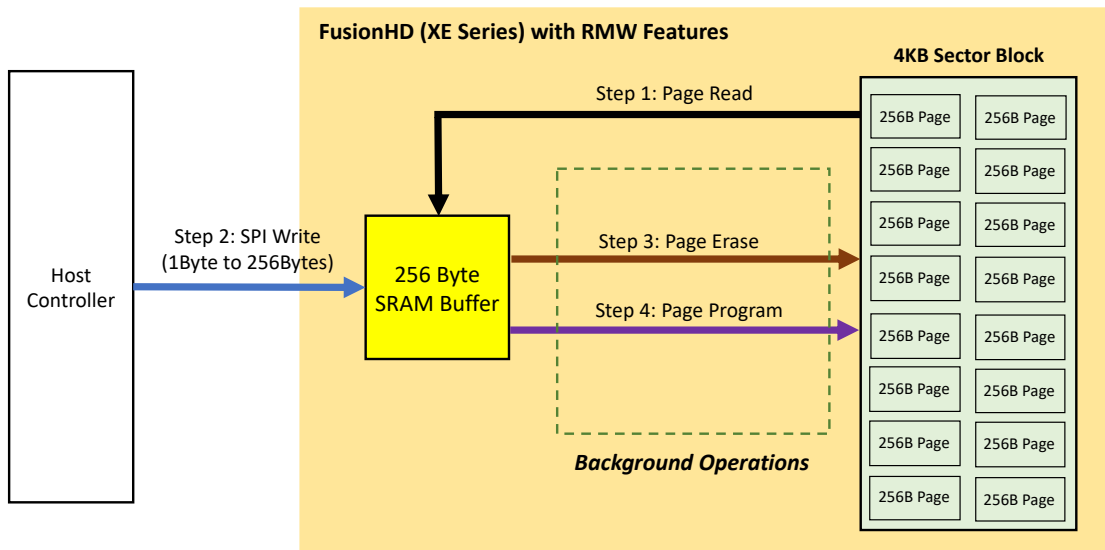 FusionHD (XE Series) with RMW Features
4KB Sector Block
Step 1: Page Read
256B Page 256B Page
256B Page 256B Page
Step 2: SPI Write
(1Byte to 256Bytes)
256B Page 256B Page
Step 3: Page Erase
Host
Controller
256 Byte
SRAM Buffer
256B Page 256B Page
Step 4: Page Program
256B Page 256B Page
256B Page 256B Page
256B Page 256B Page
Background Operations
256B Page 256B Page